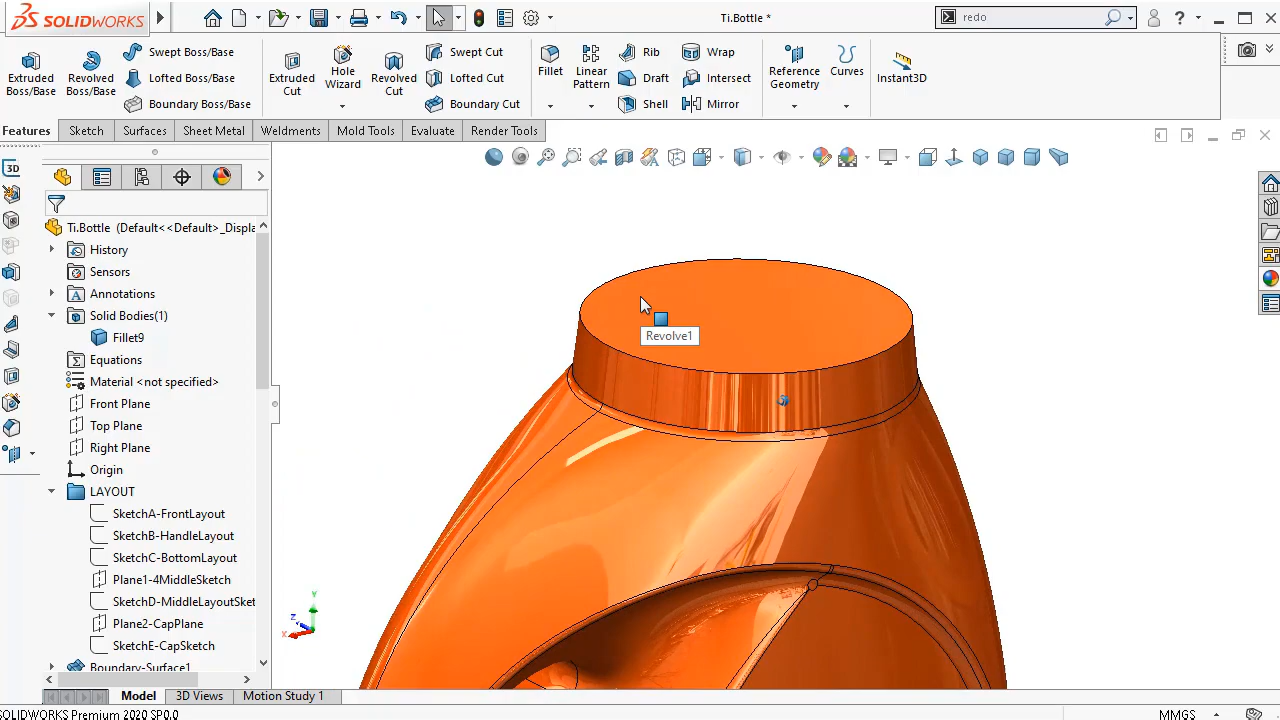 SOLIDWORKS
Ti.Bottle *
redo
Extruded Boss/Base
Revolved Boss/Base
Swept Boss/Base
Lofted Boss/Base
Boundary Boss/Base
Extruded Cut
Hole Wizard
Revolved Cut
Swept Cut
Lofted Cut
Boundary Cut
Fillet
Linear Pattern
Rib
Draft
Shell
Wrap
Intersect
Mirror
Reference Geometry
Curves
Instant3D
Features
Sketch
Surfaces
Sheet Metal
Weldments
Mold Tools
Evaluate
Render Tools
3D
Ti.Bottle (Default<<Default>_Displa
History
Sensors
Annotations
Solid Bodies(1)
Fillet9
Equations
Material <not specified>
Front Plane
Top Plane
Right Plane
Origin
LAYOUT
SketchA-FrontLayout
SketchB-HandleLayout
SketchC-BottomLayout
Plane1-4MiddleSketch
SketchD-MiddleLayoutSket
Plane2-CapPlane
SketchE-CapSketch
Boundary-Surface1
Revolve1
Y
Z
X
Model
3D Views
Motion Study 1
SOLIDWORKS Premium 2020 SP0.0
MMGS